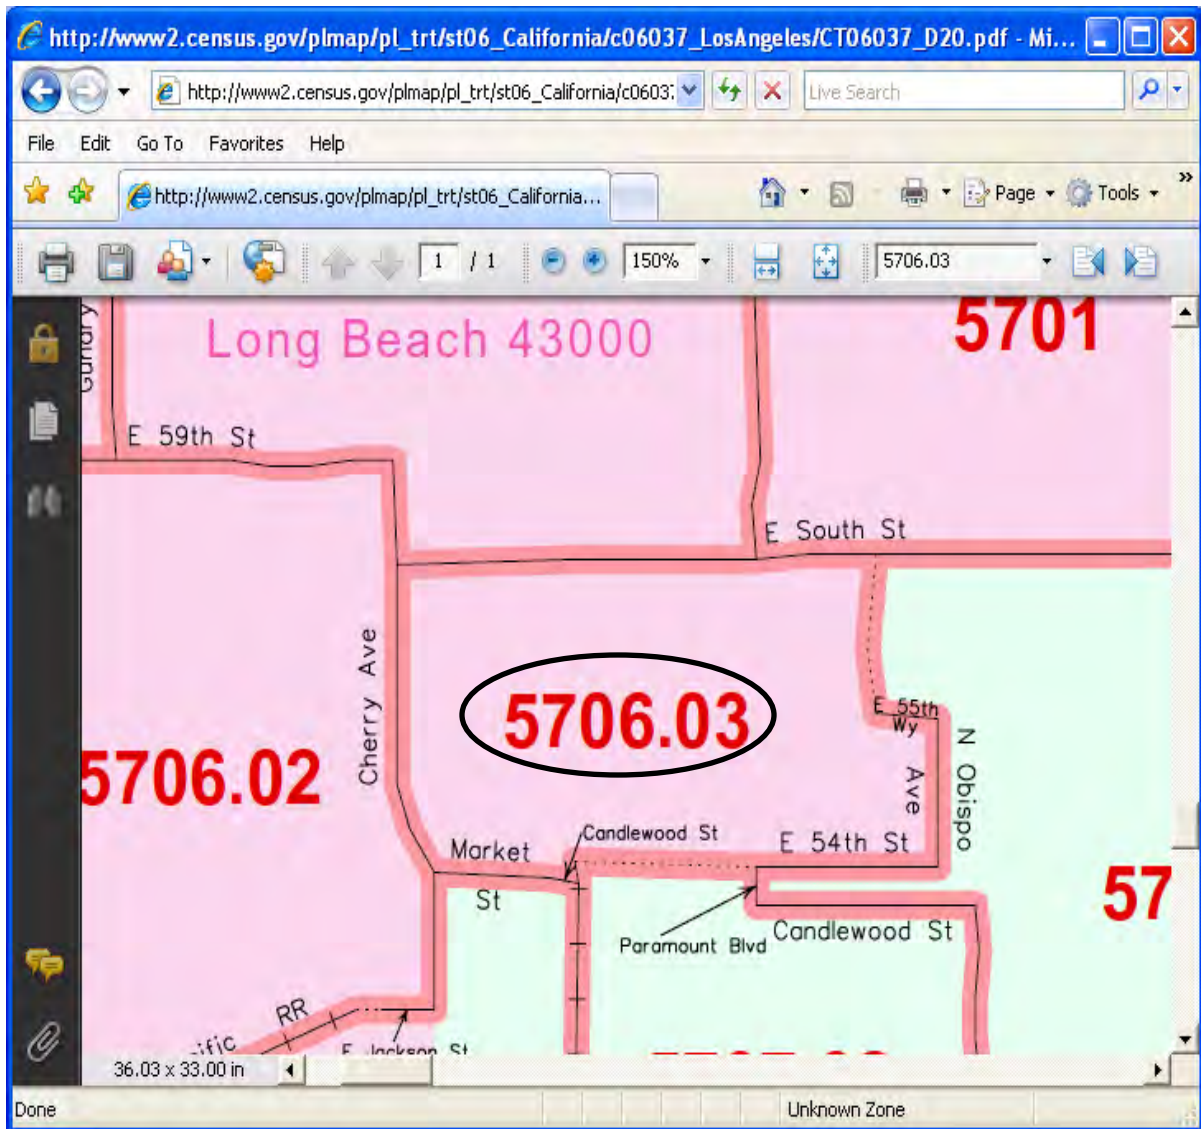 http://www2.census.gov/plmap/pl_trt/st06_California/c06037_LosAngeles/CT06037_D20.pdf - Mi...
http://www2.census.gov/plmap/pl_trt/st06_California/c0603
Live Search
File Edit Go To Favorites Help
http://www2.census.gov/plmap/pl_trt/st06_California...
Page Tools »
1 / 1 150% 5706.03
Gundry
Long Beach 43000
5701
E 59th St
E South St
Cherry Ave
5706.03
5706.02
E 55th
Wy
N Obispo
Ave
Candlewood St
E 54th St
Market
St
57
Paramount Blvd
Candlewood St
RR
E Jackson St
36.03 x 33.00 in
Done
Unknown Zone